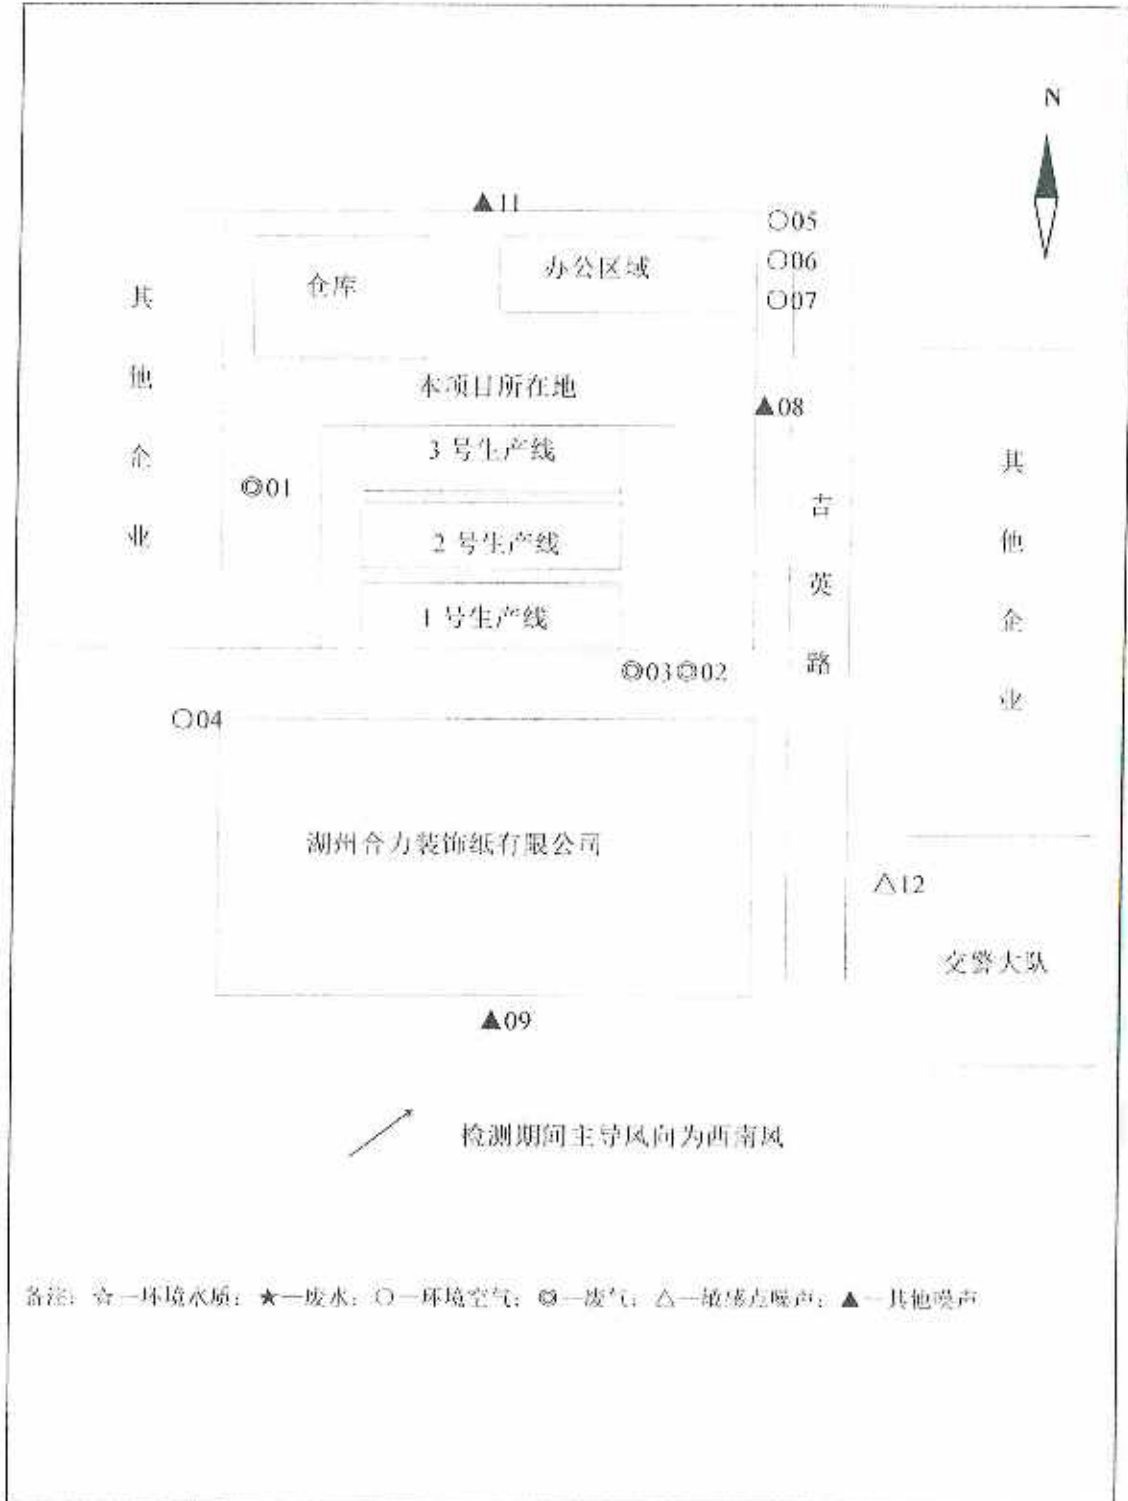 N
▲11
○05
○06
○07
仓库
办公区域
其他企业
本项目所在地
▲08
3号生产线
◎01
2号生产线
1号生产线
吉英路
其他企业
◎03◎02
○04
湖州合力装饰纸有限公司
△12
交警大队
▲09
检测期间主导风向为西南风
备注：☆—环境水质；★—废水；○—环境空气；◎—废气；△—敏感点噪声；▲—其他噪声